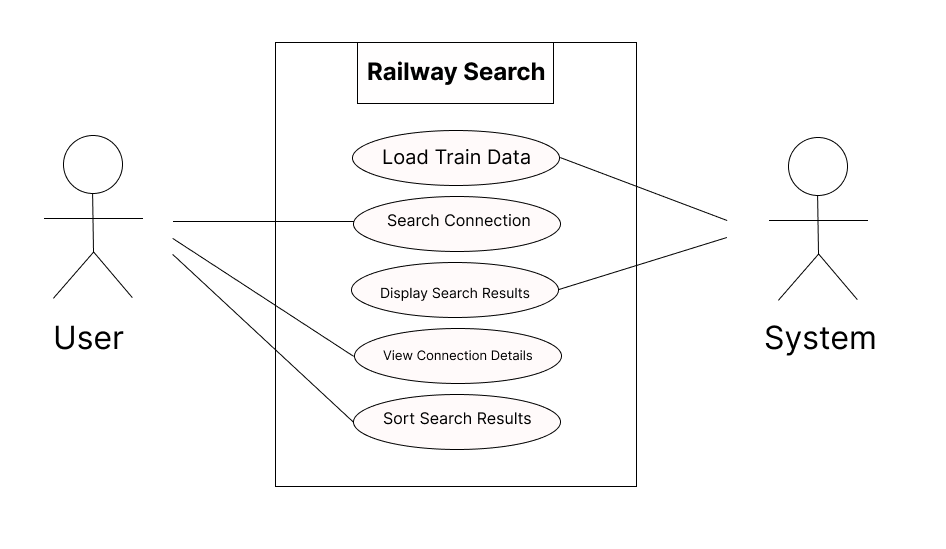 Railway Search
Load Train Data
Search Connection
Display Search Results
View Connection Details
Sort Search Results
User
System